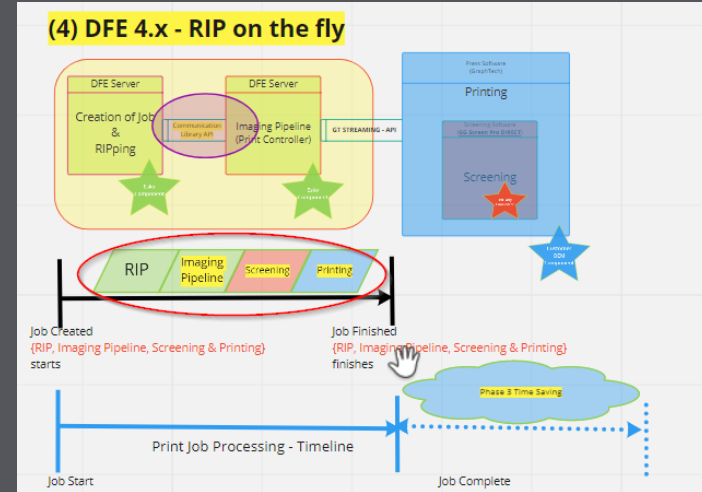 (4) DFE 4.x - RIP on the fly
DFE Server
Creation of Job
&
RIPping
Communication
Library API
DFE Server
Imaging Pipeline
(Print Controller)
GT STREAMING - API
Press Software
(GraphTech)
Printing
Screening Software
(GG Screen Pro DIRECT)
Screening
Customer
OEM
Component
RIP
Imaging
Pipeline
Screening
Printing
Job Created
{RIP, Imaging Pipeline, Screening & Printing}
starts
Job Finished
{RIP, Imaging Pipeline, Screening & Printing}
finishes
Phase 3 Time Saving
Print Job Processing - Timeline
Job Start
Job Complete